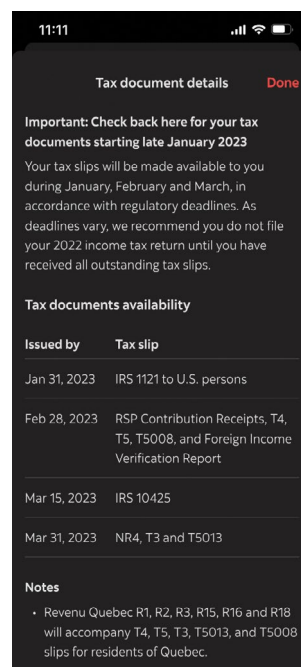 11:11
Tax document details Done
Important: Check back here for your tax
documents starting late January 2023
Your tax slips will be made available to you
during January, February and March, in
accordance with regulatory deadlines. As
deadlines vary, we recommend you do not file
your 2022 income tax return until you have
received all outstanding tax slips.
Tax documents availability
Issued by Tax slip
Jan 31, 2023 IRS 1121 to U.S. persons
Feb 28, 2023 RSP Contribution Receipts, T4,
T5, T5008, and Foreign Income
Verification Report
Mar 15, 2023 IRS 10425
Mar 31, 2023 NR4, T3 and T5013
Notes
• Revenu Quebec R1, R2, R3, R15, R16 and R18
will accompany T4, T5, T3, T5013, and T5008
slips for residents of Quebec.